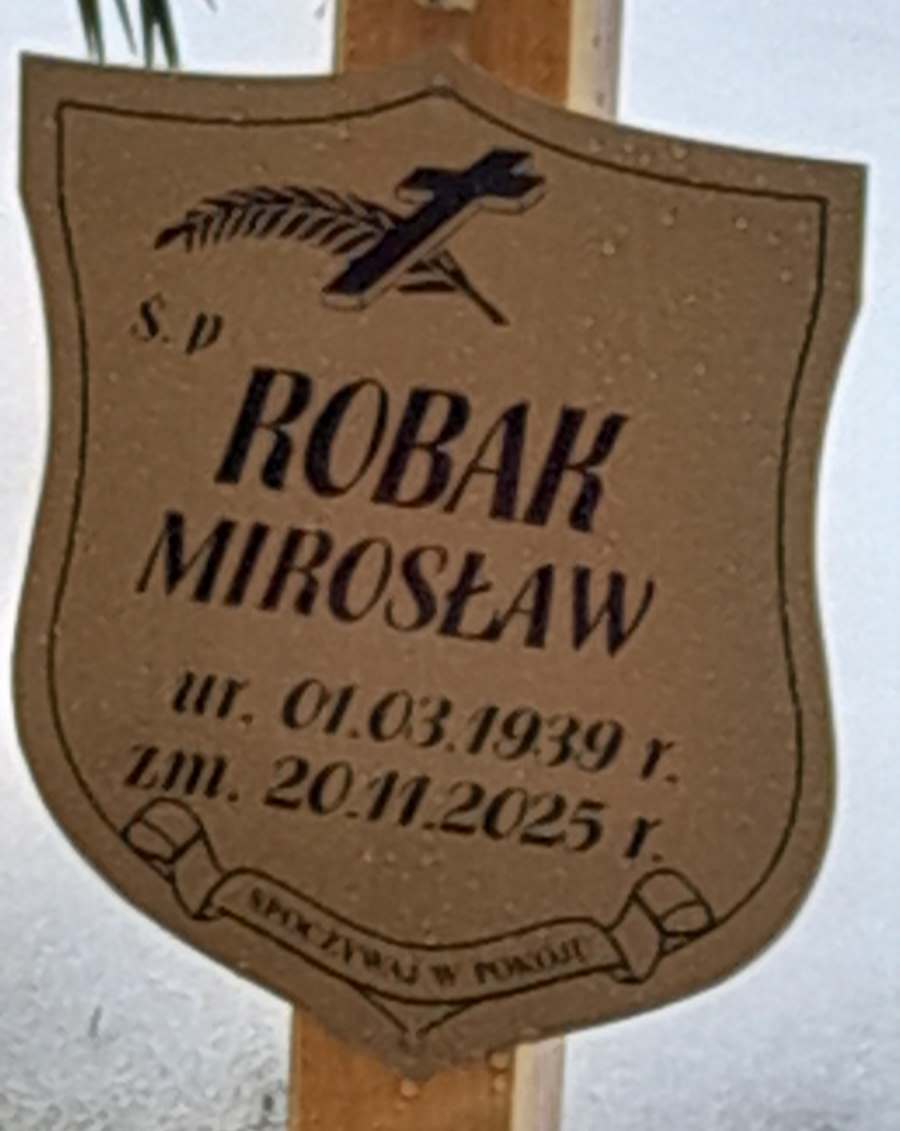 Ś.p
ROBAK
MIROSŁAW
ur. 01.03.1939 r.
zm. 20.11.2025 r.
SPOCZYWAJ W POKOJU